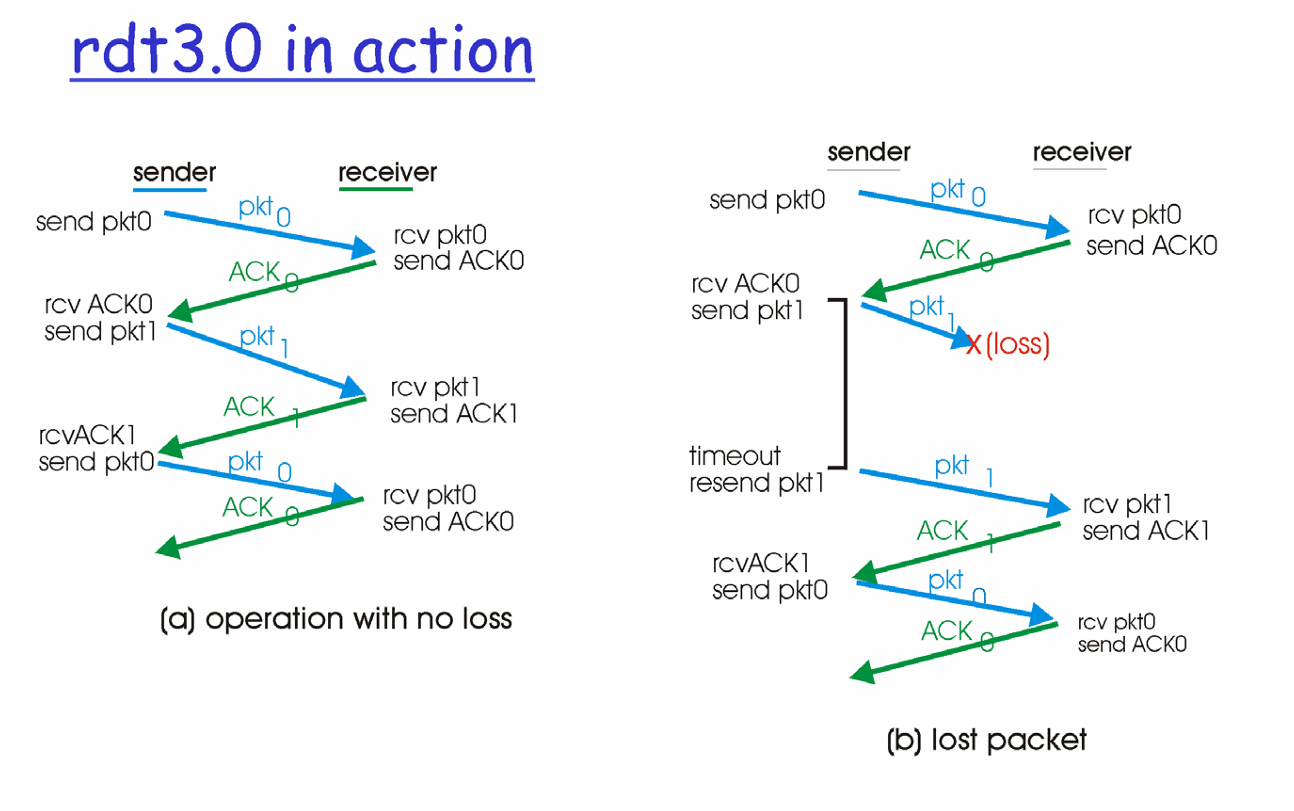 rdt3.0 in action
sender receiver
send pkt0
pkt 0
rcv pkt0
send ACK0
ACK 0
rcv ACK0
send pkt1
pkt 1
rcv pkt1
send ACK1
ACK 1
rcvACK1
send pkt0
pkt 0
rcv pkt0
send ACK0
ACK 0
(a) operation with no loss
sender receiver
send pkt0
pkt 0
rcv pkt0
send ACK0
ACK 0
rcv ACK0
send pkt1
pkt 1
X (loss)
timeout
resend pkt1
pkt 1
rcv pkt1
send ACK1
ACK 1
rcvACK1
send pkt0
pkt 0
rcv pkt0
send ACK0
ACK 0
(b) lost packet